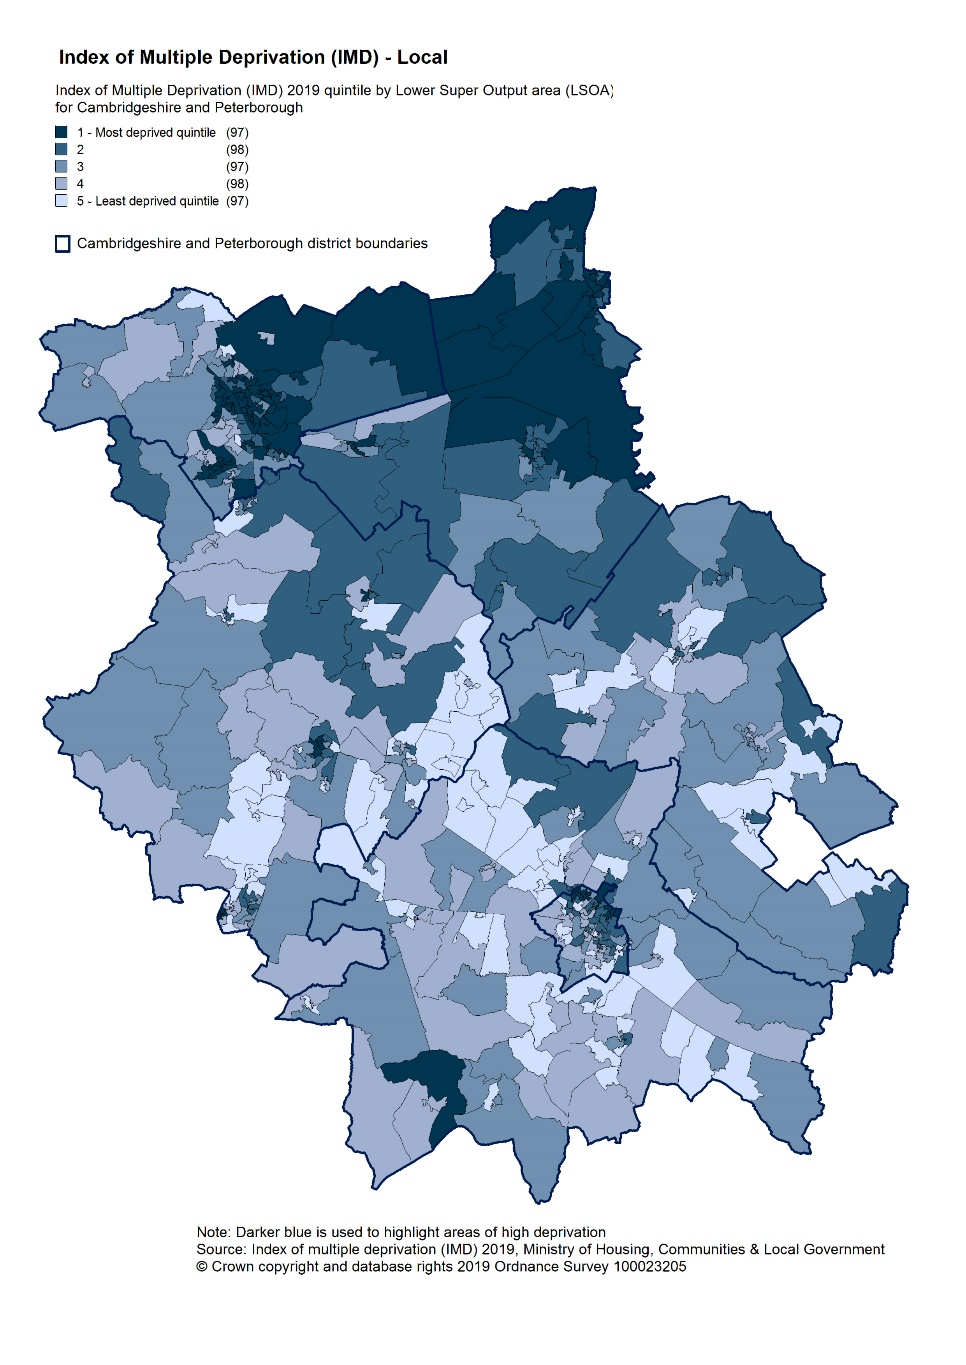 Index of Multiple Deprivation (IMD) - Local
Index of Multiple Deprivation (IMD) 2019 quintile by Lower Super Output area (LSOA)
for Cambridgeshire and Peterborough
1 - Most deprived quintile (97)
2 (98)
3 (97)
4 (98)
5 - Least deprived quintile (97)
Cambridgeshire and Peterborough district boundaries
Note: Darker blue is used to highlight areas of high deprivation
Source: Index of multiple deprivation (IMD) 2019, Ministry of Housing, Communities & Local Government
© Crown copyright and database rights 2019 Ordnance Survey 100023205